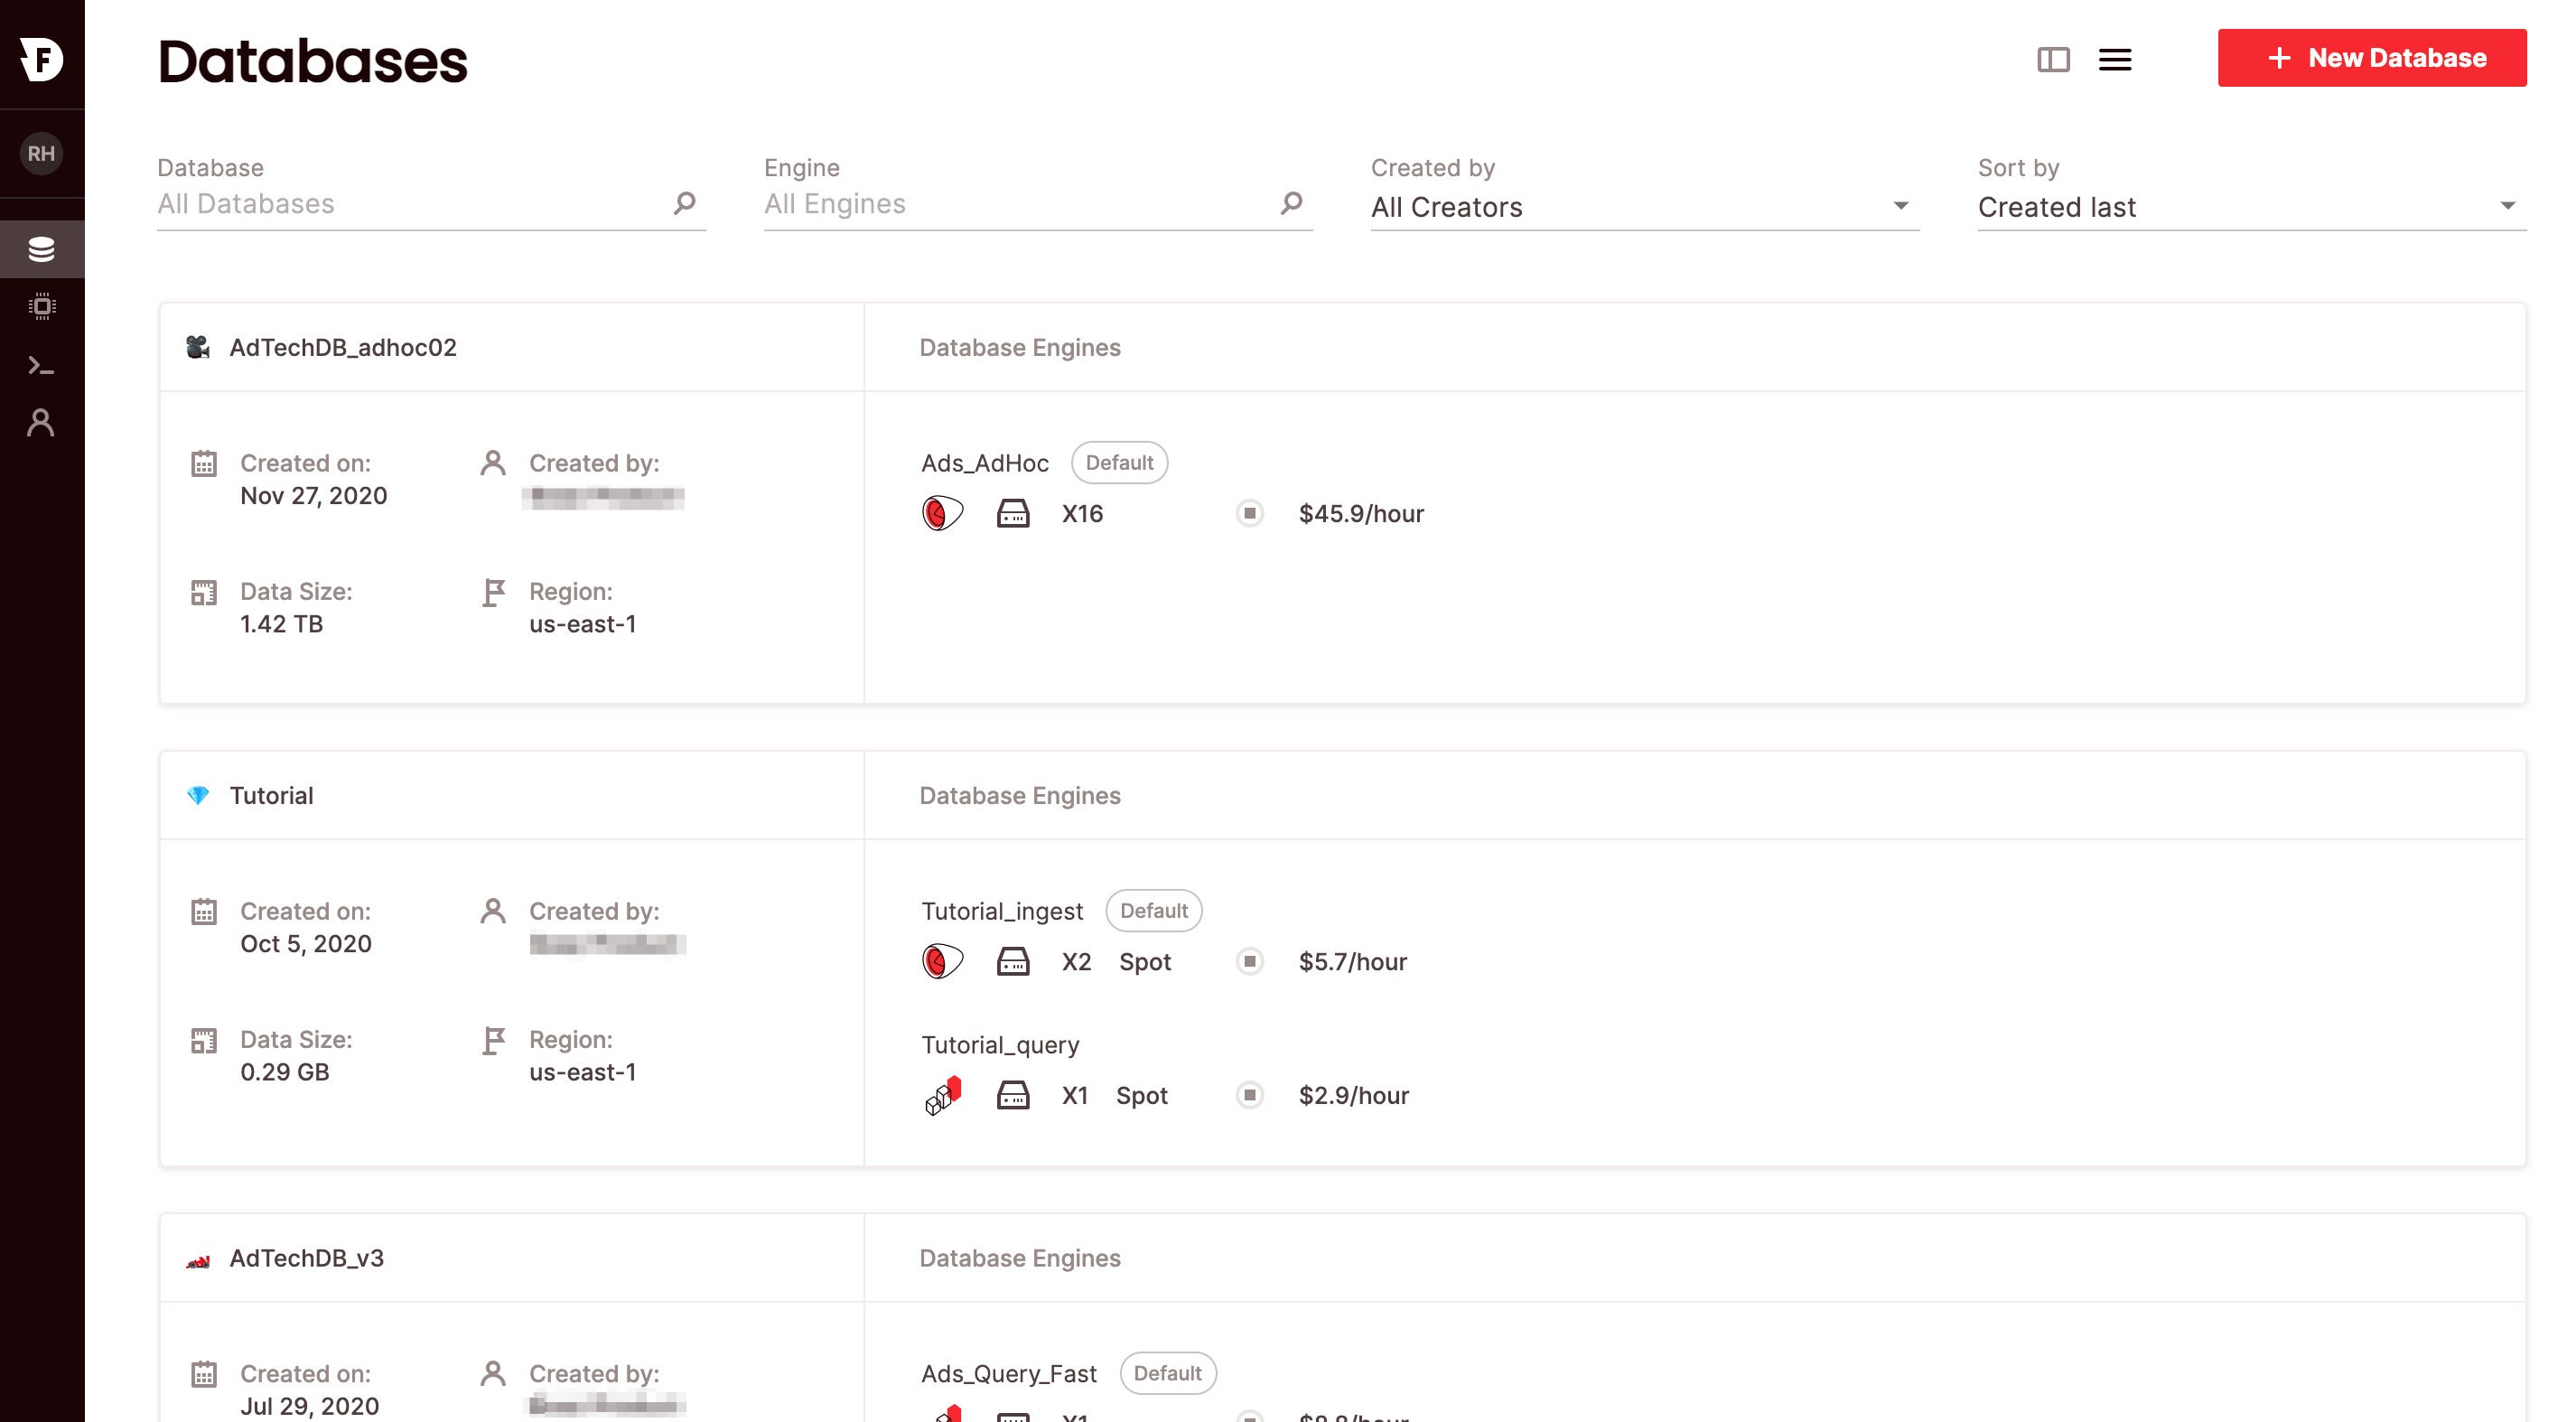 F
Databases
+ New Database
RH
Database
All Databases
Engine
All Engines
Created by
All Creators
Sort by
Created last
AdTechDB_adhoc02
Database Engines
Created on:
Nov 27, 2020
Created by:
Data Size:
1.42 TB
Region:
us-east-1
Ads_AdHoc Default
X16 $45.9/hour
Tutorial
Database Engines
Created on:
Oct 5, 2020
Created by:
Data Size:
0.29 GB
Region:
us-east-1
Tutorial_ingest Default
X2 Spot $5.7/hour
Tutorial_query
X1 Spot $2.9/hour
AdTechDB_v3
Database Engines
Created on:
Jul 29, 2020
Created by:
Ads_Query_Fast Default